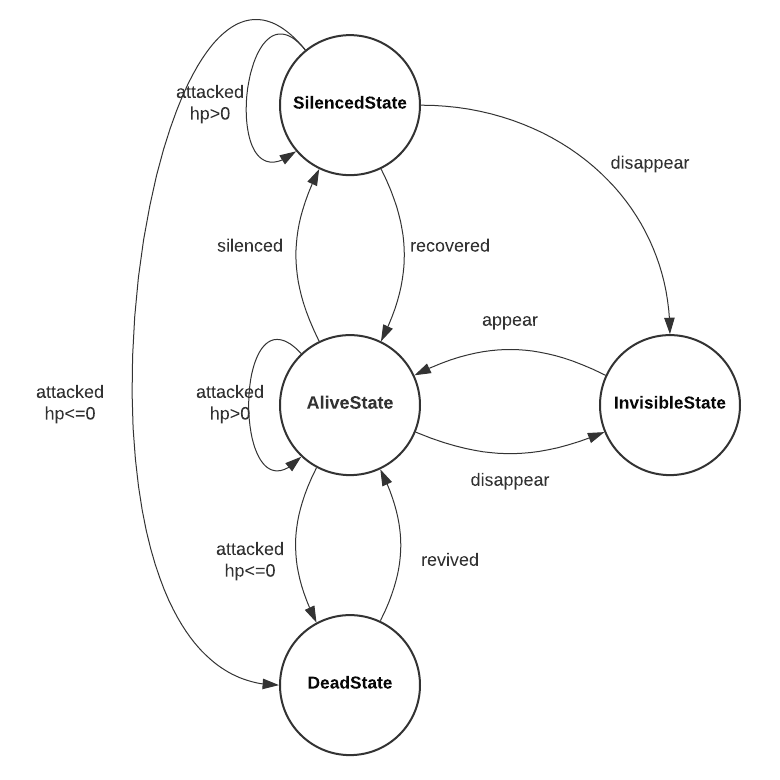 attacked
hp>0
SilencedState
disappear
silenced
recovered
appear
attacked
hp<=0
attacked
hp>0
AliveState
InvisibleState
disappear
attacked
hp<=0
revived
DeadState